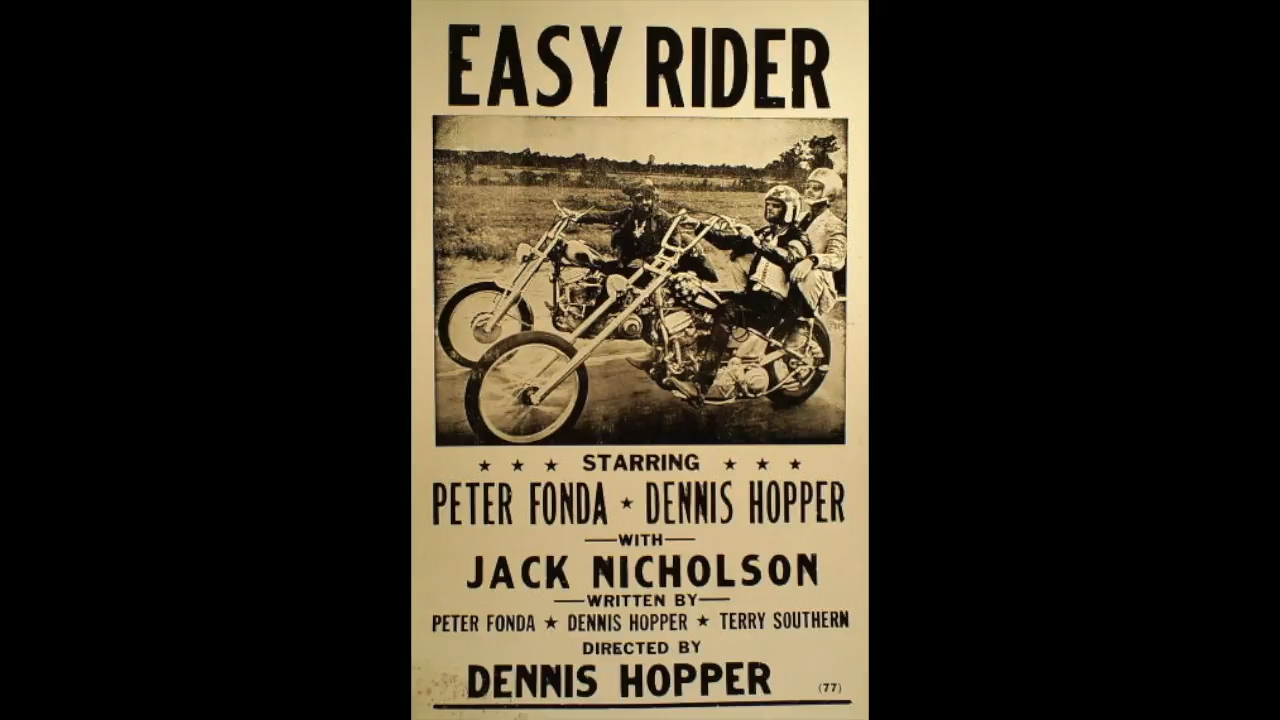 EASY RIDER
★ ★ ★ STARRING ★ ★ ★
PETER FONDA ★ DENNIS HOPPER
—WITH—
JACK NICHOLSON
—WRITTEN BY—
PETER FONDA ★ DENNIS HOPPER ★ TERRY SOUTHERN
DIRECTED BY
DENNIS HOPPER
(77)